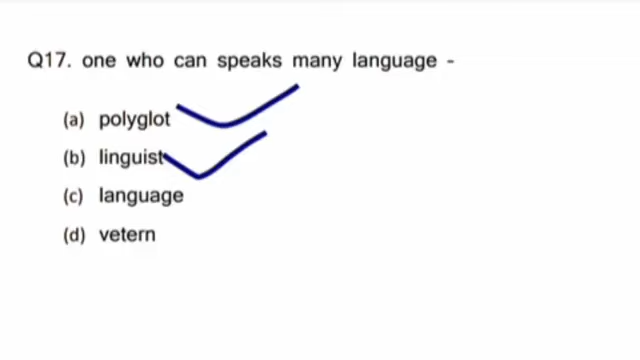 Q17. one who can speaks many language -
(a) polyglot
(b) linguist
(c) language
(d) vetern